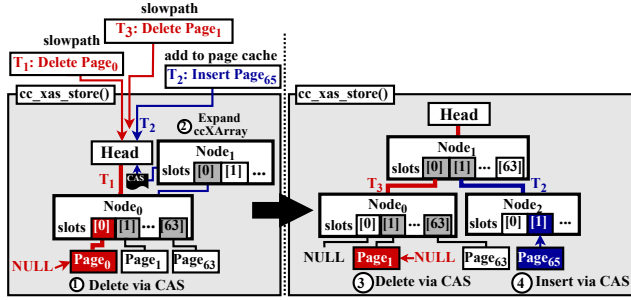 slowpath
T3: Delete Page1
slowpath
T1: Delete Page0
add to page cache
T2: Insert Page65
cc_xas_store()
T2
② Expand
ccXArray
Head
CAS
T1
Node1
slots [0] [1] ...
Node0
slots [0] [1] ... [63]
NULL
Page0
Page1
Page63
① Delete via CAS
cc_xas_store()
Head
Node1
slots [0] [1] ... [63]
T3
T2
Node0
slots [0] [1] ... [63]
Node2
[0] [1] ...
NULL
Page1
NULL
Page63
Page65
③ Delete via CAS
④ Insert via CAS